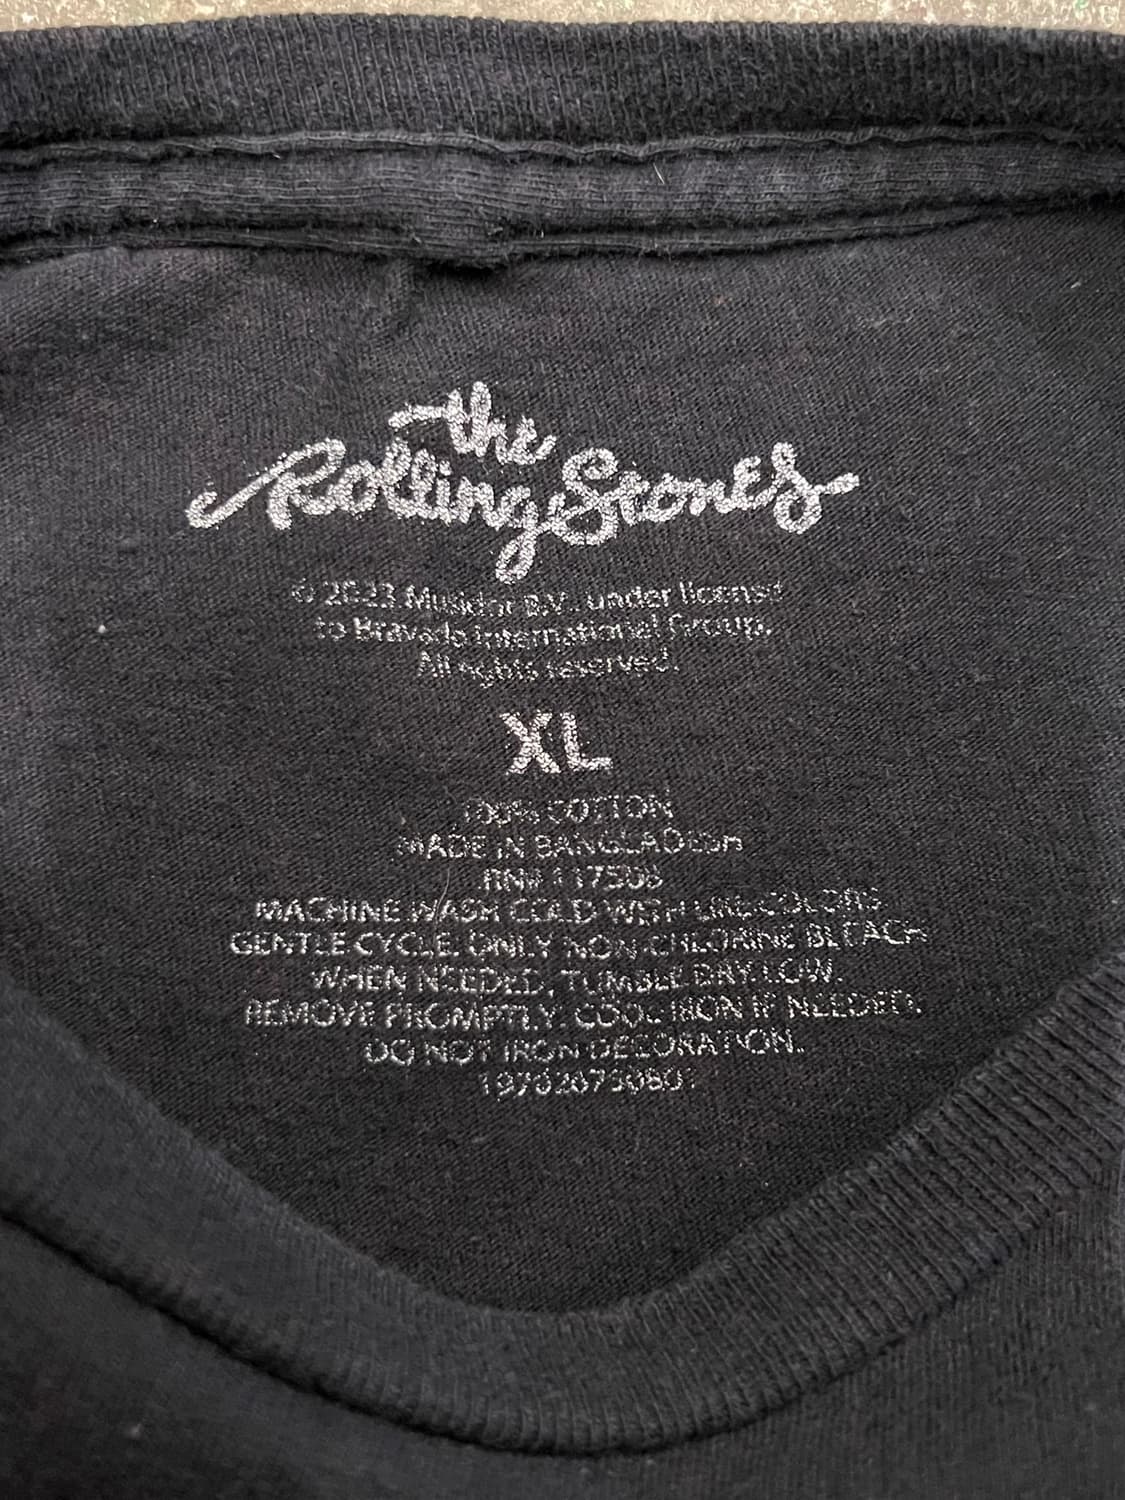 the
Rolling Stones
© 2023 Musidor B.V., under license
to Bravado International Group.
All rights reserved.
XL
100% COTTON
MADE IN BANGLADESH
RN# 117508
MACHINE WASH COLD WITH LIKE COLORS
GENTLE CYCLE. ONLY NON-CHLORINE BLEACH
WHEN NEEDED. TUMBLE DRY LOW.
REMOVE PROMPTLY. COOL IRON IF NEEDED.
DO NOT IRON DECORATION.